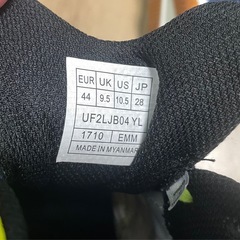 EUR UK US JP
44 9.5 10.5 28
UF2LJB04 YL
1710 EMM
MADE IN MYANMAR